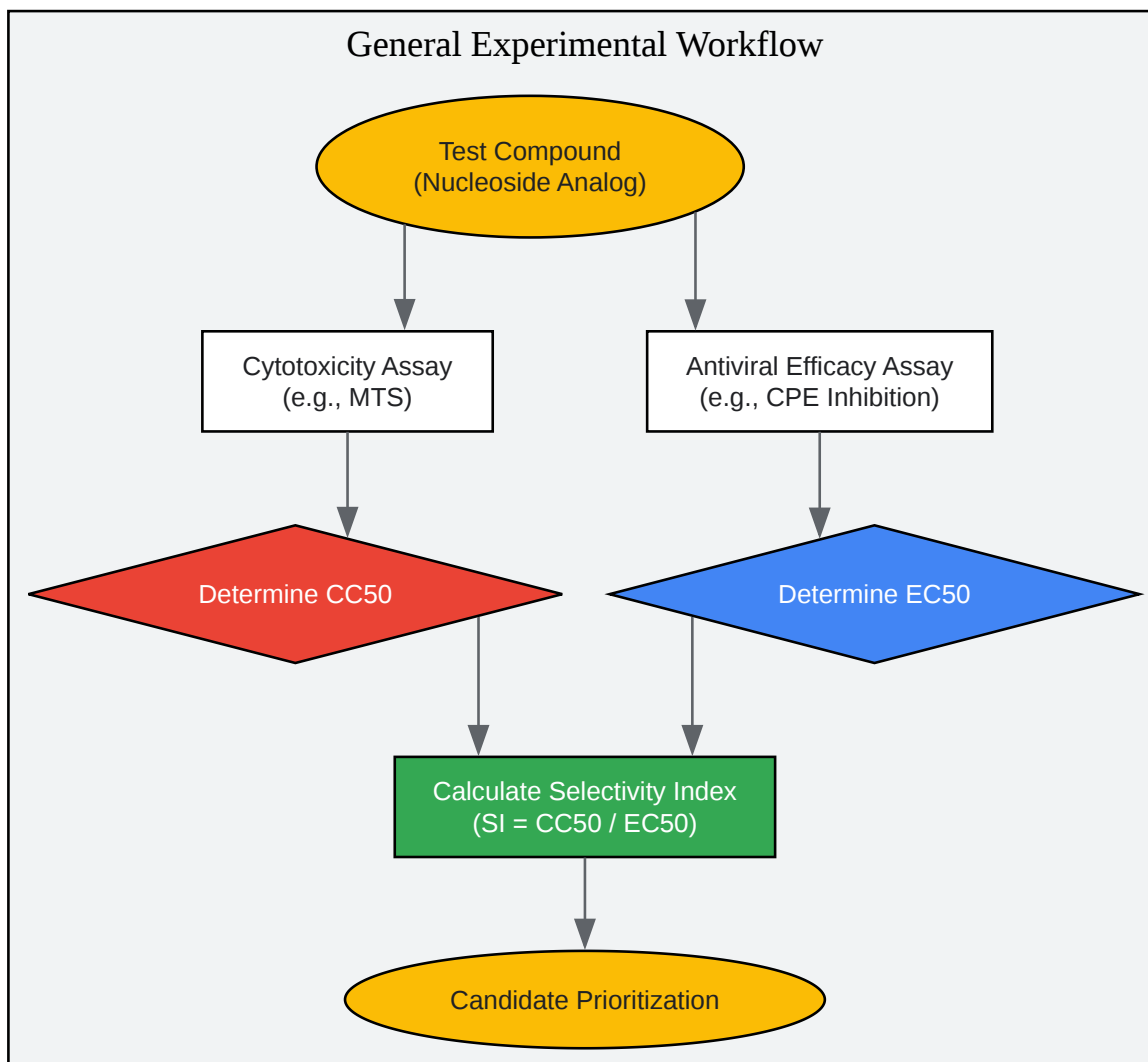 General Experimental Workflow
Test Compound
(Nucleoside Analog)
Cytotoxicity Assay
(e.g., MTS)
Antiviral Efficacy Assay
(e.g., CPE Inhibition)
Determine CC50
Determine EC50
Calculate Selectivity Index
(SI = CC50 / EC50)
Candidate Prioritization